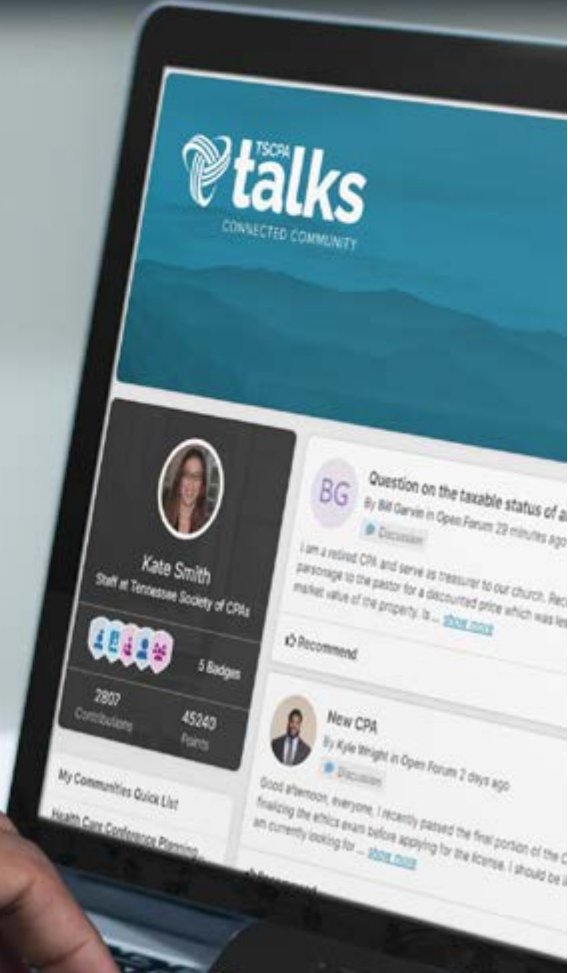 TSCPA
talks
CONNECTED COMMUNITY
Kate Smith
Staff at Tennessee Society of CPAs
5 Badges
2807
Contributions
45240
Points
My Communities Quick List
Health Care Conference Planning
BG
Question on the taxable status of a
By Bill Garvin in Open Forum 29 minutes ago
Discussion
I am a retired CPA and serve as treasurer to our church. Rec
parsonage to the pastor for a discounted price which was les
market value of the property. Is ... show more
Recommend
New CPA
By Kyle Wright in Open Forum 2 days ago
Discussion
Good afternoon, everyone, I recently passed the final portion of the C
finalizing the ethics exam before applying for the license. I should be l
am currently looking for ... show more
Recommend